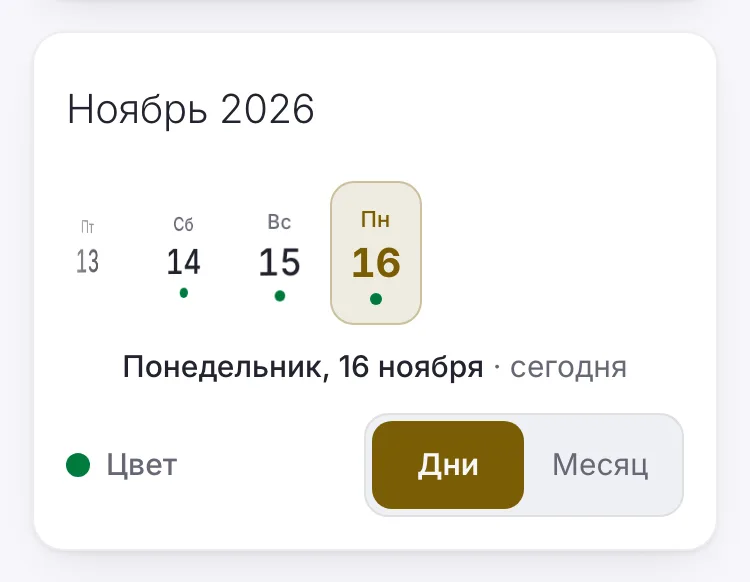 Ноябрь 2026
Пт Сб Вс Пн
13 14 15 16
Понедельник, 16 ноября · сегодня
Цвет Дни Месяц